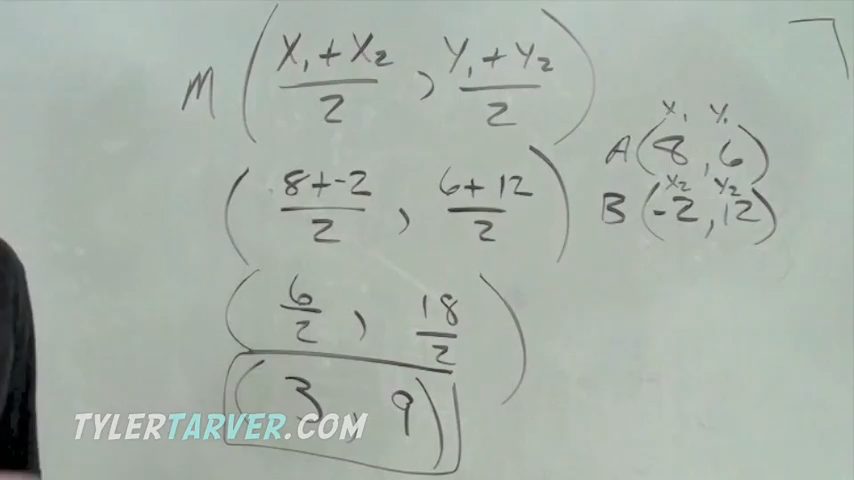 M ( X₁ + X₂ / 2 , Y₁ + Y₂ / 2 )
X₁ Y₁
A (8, 6)
X₂ Y₂
B (-2, 12)
( 8 + -2 / 2 , 6 + 12 / 2 )
( 6 / 2 , 18 / 2 )
( 3 , 9 )
TYLERTARVER.COM